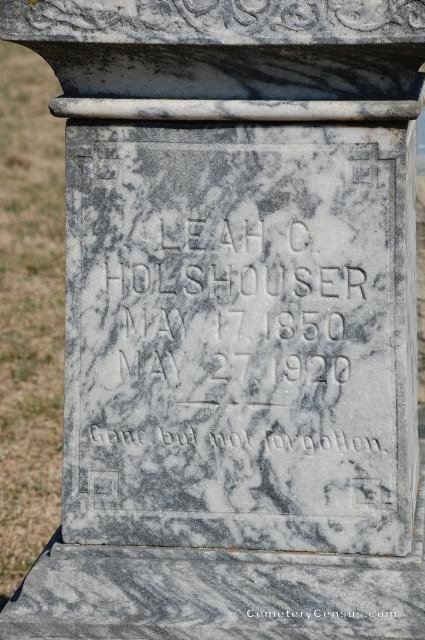 LEAH C.
HOLSHOUSER
MAY 17, 1850
MAY 27, 1920
Gone but not forgotten.
CemeteryCensus.com